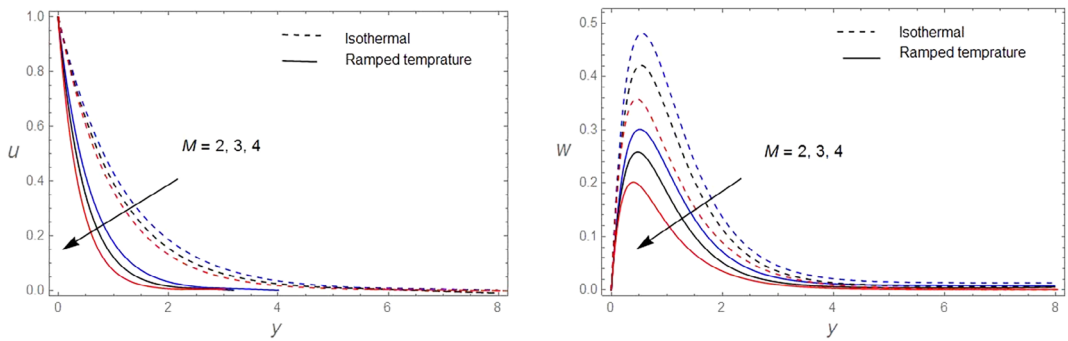 1.0
0.8
0.6
0.4
0.2
0.0
u
0
2
4
6
8
y
Isothermal
Ramped temprature
M = 2, 3, 4
0.5
0.4
0.3
0.2
0.1
0.0
w
0
2
4
6
8
y
Isothermal
Ramped temprature
M = 2, 3, 4